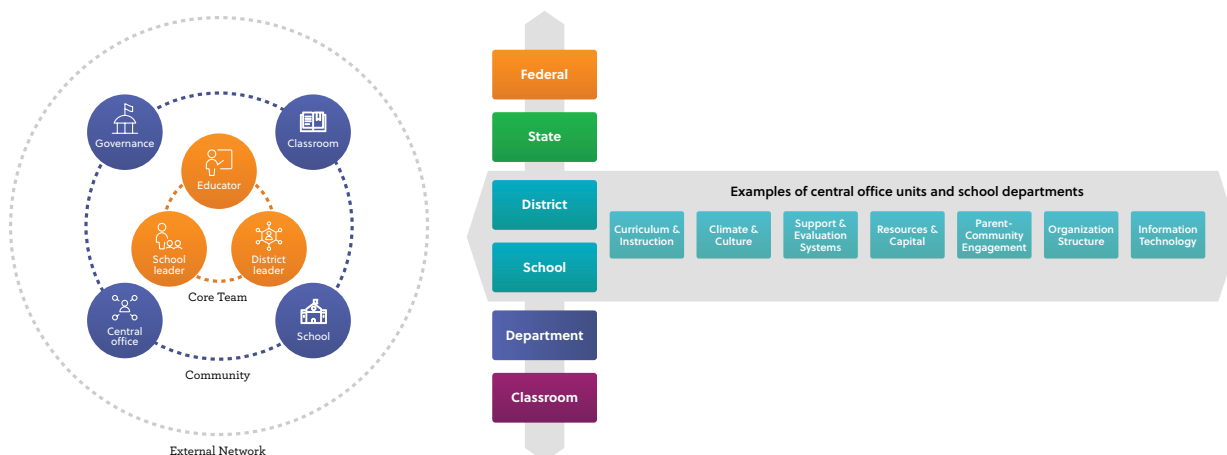 Governance
Classroom
Educator
School
leader
District
leader
Core Team
Central
office
School
Community
External Network
Federal
State
District
School
Department
Classroom
Examples of central office units and school departments
Curriculum &
Instruction
Climate &
Culture
Support &
Evaluation
Systems
Resources &
Capital
Parent-
Community
Engagement
Organization
Structure
Information
Technology